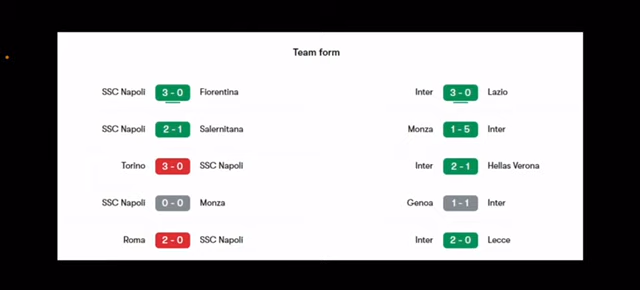 Team form
SSC Napoli 3 - 0 Fiorentina
Inter 3 - 0 Lazio
SSC Napoli 2 - 1 Salernitana
Monza 1 - 5 Inter
Torino 3 - 0 SSC Napoli
Inter 2 - 1 Hellas Verona
SSC Napoli 0 - 0 Monza
Genoa 1 - 1 Inter
Roma 2 - 0 SSC Napoli
Inter 2 - 0 Lecce